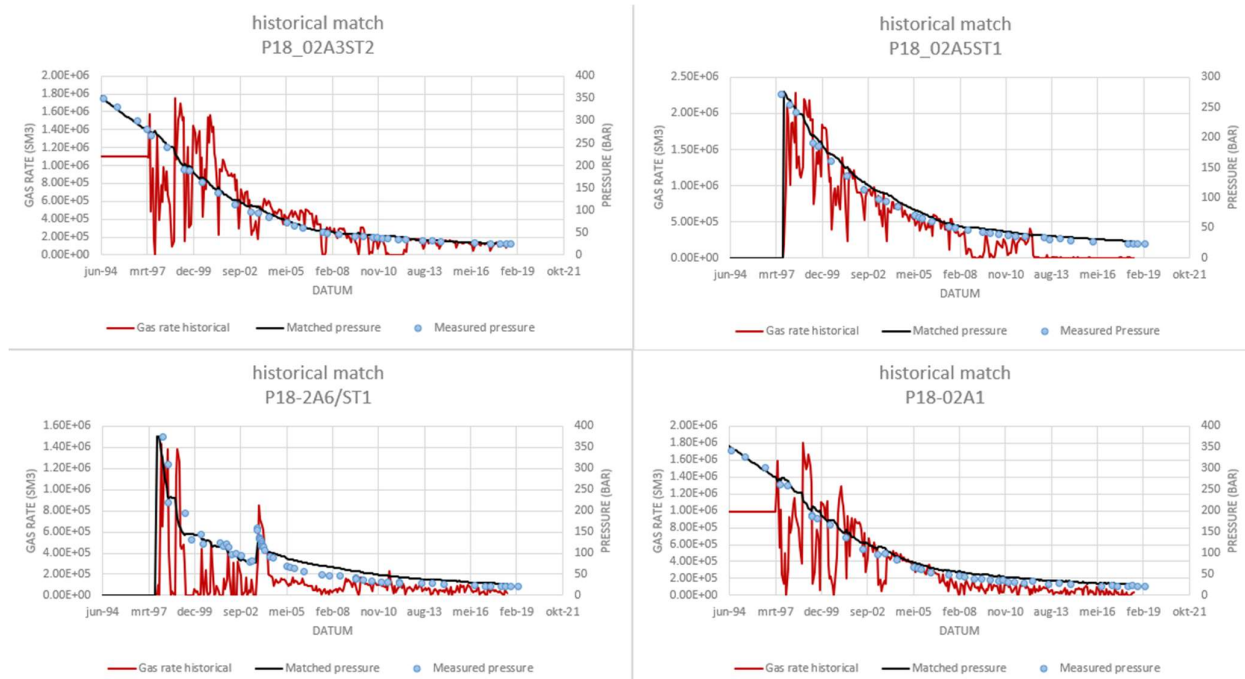 historical match
P18_02A3ST2
2.00E+06
1.80E+06
1.60E+06
1.40E+06
1.20E+06
1.00E+06
8.00E+05
6.00E+05
4.00E+05
2.00E+05
0.00E+00
GAS RATE (SM3)
400
350
300
250
200
150
100
50
0
PRESSURE (BAR)
jun-94 mrt-97 dec-99 sep-02 mei-05 feb-08 nov-10 aug-13 mei-16 feb-19 okt-21
DATUM
Gas rate historical Matched pressure Measured pressure
historical match
P18_02A5ST1
2.50E+06
2.00E+06
1.50E+06
1.00E+06
5.00E+05
0.00E+00
GAS RATE (SM3)
300
250
200
150
100
50
0
PRESSURE (BAR)
jun-94 mrt-97 dec-99 sep-02 mei-05 feb-08 nov-10 aug-13 mei-16 feb-19 okt-21
DATUM
Gas rate historical Matched pressure Measured Pressure
historical match
P18-2A6/ST1
1.60E+06
1.40E+06
1.20E+06
1.00E+06
8.00E+05
6.00E+05
4.00E+05
2.00E+05
0.00E+00
GAS RATE (SM3)
400
350
300
250
200
150
100
50
0
PRESSURE (BAR)
jun-94 mrt-97 dec-99 sep-02 mei-05 feb-08 nov-10 aug-13 mei-16 feb-19 okt-21
DATUM
Gas rate historical Matched pressure Measured pressure
historical match
P18-02A1
2.00E+06
1.80E+06
1.60E+06
1.40E+06
1.20E+06
1.00E+06
8.00E+05
6.00E+05
4.00E+05
2.00E+05
0.00E+00
GAS RATE (SM3)
400
350
300
250
200
150
100
50
0
PRESSURE (BAR)
jun-94 mrt-97 dec-99 sep-02 mei-05 feb-08 nov-10 aug-13 mei-16 feb-19 okt-21
DATUM
Gas rate historical Matched pressure Measured pressure